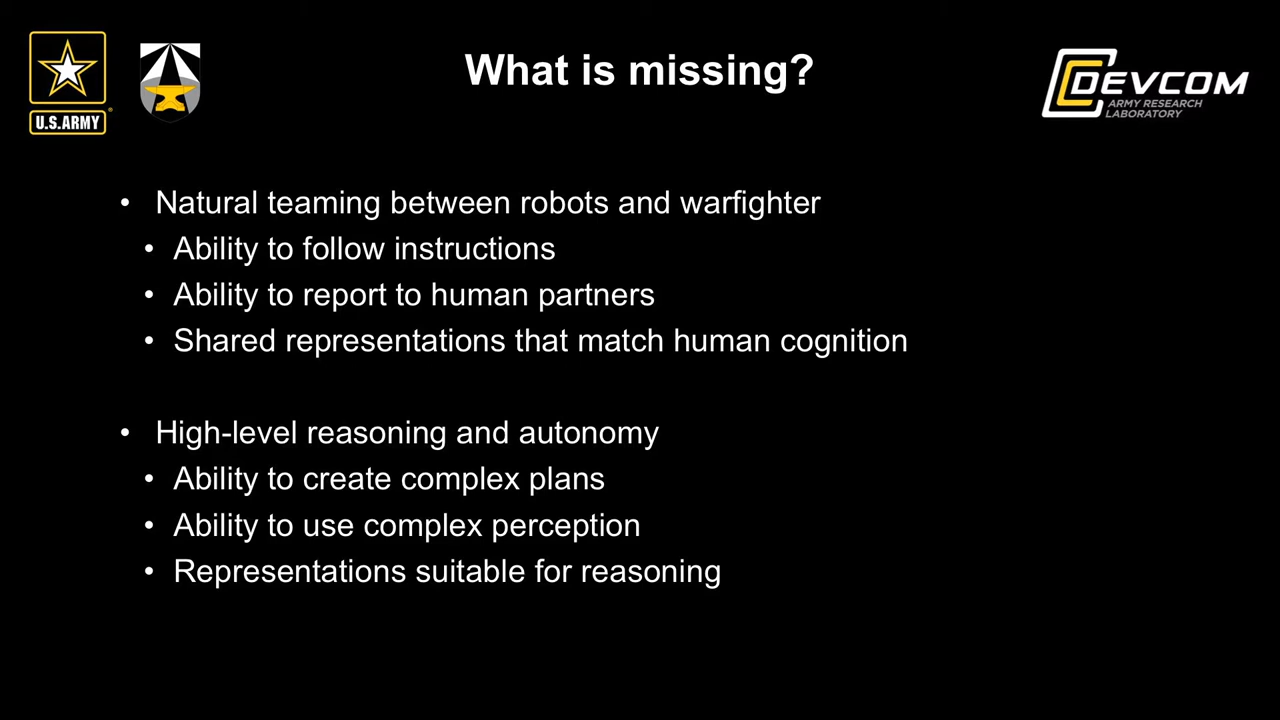 What is missing?
U.S.ARMY
DEVCOM
ARMY RESEARCH
LABORATORY
• Natural teaming between robots and warfighter
• Ability to follow instructions
• Ability to report to human partners
• Shared representations that match human cognition
• High-level reasoning and autonomy
• Ability to create complex plans
• Ability to use complex perception
• Representations suitable for reasoning